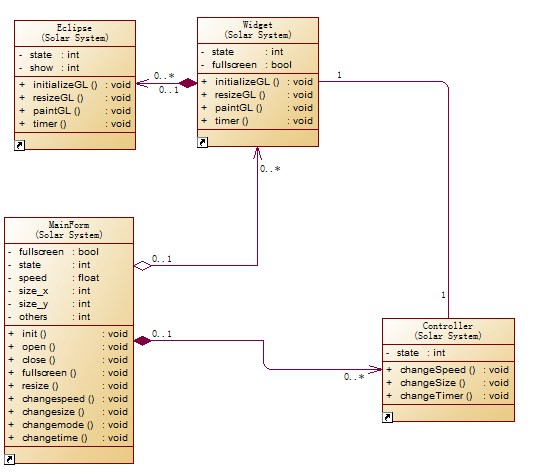 Eclipse
(Solar System)
- state : int
- show : int
+ initializeGL () : void
+ resizeGL () : void
+ paintGL () : void
+ timer () : void
0..*
0..1
Widget
(Solar System)
- state : int
- fullscreen : bool
+ initializeGL () : void
+ resizeGL () : void
+ paintGL () : void
+ timer () : void
1
0..*
MainForm
(Solar System)
- fullscreen : bool
- state : int
- speed : float
- size_x : int
- size_y : int
- others : int
+ init () : void
+ open () : void
+ close () : void
+ fullscreen () : void
+ resize () : void
+ changespeed () : void
+ changesize () : void
+ changemode () : void
+ changetime () : void
0..1
0..1
0..*
1
Controller
(Solar System)
- state : int
+ changeSpeed () : void
+ changeSize () : void
+ changeTimer () : void